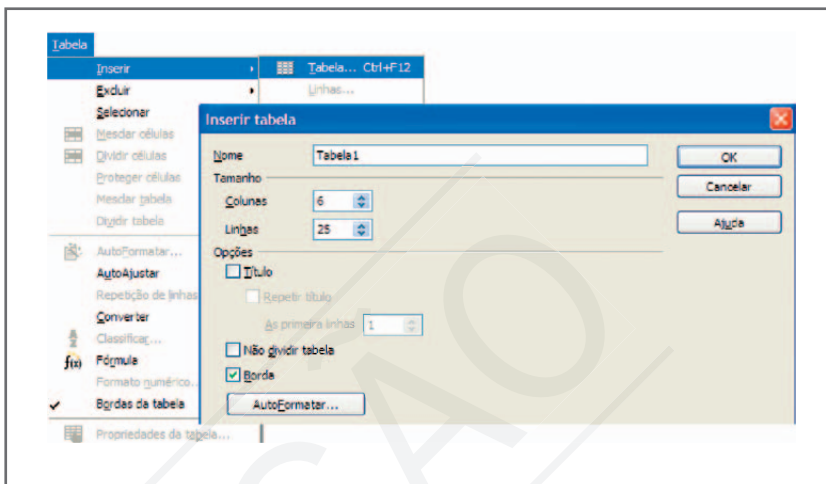 Tabela
Inserir
Tabela... Ctrl+F12
Excluir
Linhas...
Selecionar
Mesclar células
Dividir células
Proteger células
Mesclar tabela
Dividir tabela
AutoFormatar...
AutoAjustar
Repetição de linhas
Converter
Classificar...
f(x) Fórmula
Formato numérico...
Bordas da tabela
Propriedades da tabela...
Inserir tabela
Nome
Tabela1
OK
Tamanho
Cancelar
Colunas
6
Linhas
25
Ajuda
Opções
Título
Repetir título
As primeira linhas 1
Não dividir tabela
Borda
AutoFormatar...